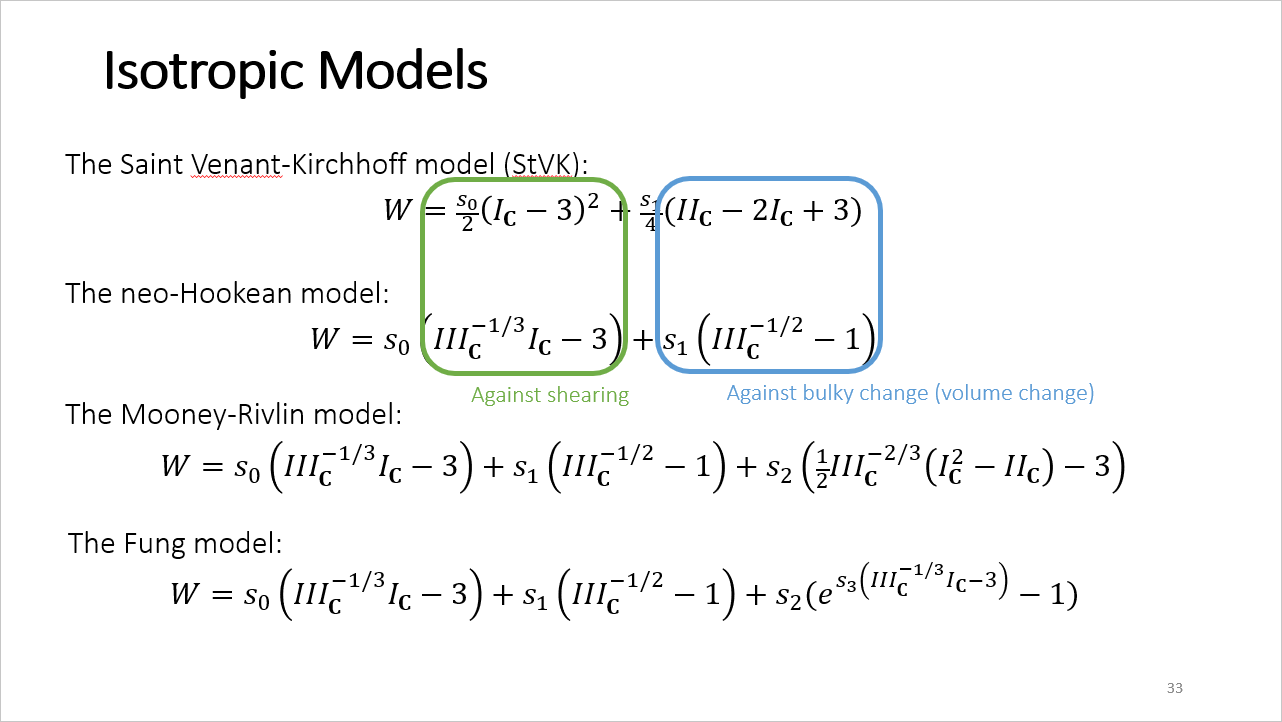 Isotropic Models
The Saint Venant-Kirchhoff model (StVK):
$W = \frac{s_0}{2}(I_{\mathbf{C}} - 3)^2 + \frac{s_1}{4}(II_{\mathbf{C}} - 2I_{\mathbf{C}} + 3)$
The neo-Hookean model:
$W = s_0\left(III_{\mathbf{C}}^{-1/3} I_{\mathbf{C}} - 3\right) + s_1\left(III_{\mathbf{C}}^{-1/2} - 1\right)$
Against shearing
Against bulky change (volume change)
The Mooney-Rivlin model:
$W = s_0\left(III_{\mathbf{C}}^{-1/3} I_{\mathbf{C}} - 3\right) + s_1\left(III_{\mathbf{C}}^{-1/2} - 1\right) + s_2\left(\frac{1}{2}III_{\mathbf{C}}^{-2/3}\left(I_{\mathbf{C}}^2 - II_{\mathbf{C}}\right) - 3\right)$
The Fung model:
$W = s_0\left(III_{\mathbf{C}}^{-1/3} I_{\mathbf{C}} - 3\right) + s_1\left(III_{\mathbf{C}}^{-1/2} - 1\right) + s_2(e^{s_3\left(III_{\mathbf{C}}^{-1/3} I_{\mathbf{C}} - 3\right)} - 1)$
33